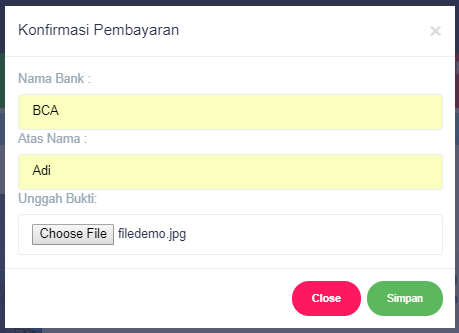 Konfirmasi Pembayaran ×
Nama Bank :
BCA
Atas Nama :
Adi
Unggah Bukti:
Choose File filedemo.jpg
Close Simpan